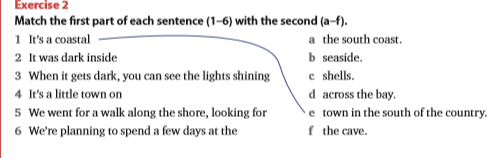 Exercise 2
Match the first part of each sentence (1–6) with the second (a–f).
1 It's a coastal
a the south coast.
2 It was dark inside
b seaside.
3 When it gets dark, you can see the lights shining
c shells.
4 It's a little town on
d across the bay.
5 We went for a walk along the shore, looking for
e town in the south of the country.
6 We're planning to spend a few days at the
f the cave.